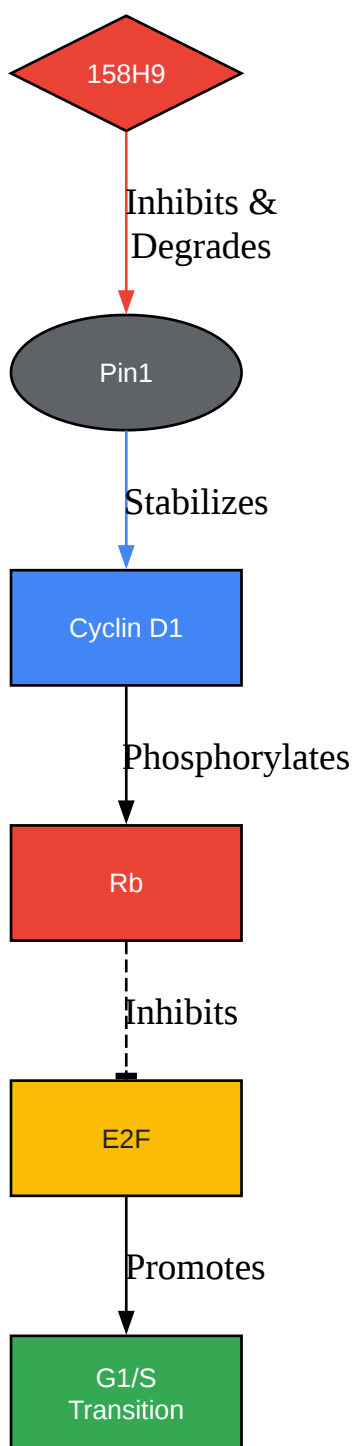 158H9
Inhibits &
Degrades
Pin1
Stabilizes
Cyclin D1
Phosphorylates
Rb
Inhibits
E2F
Promotes
G1/S
Transition